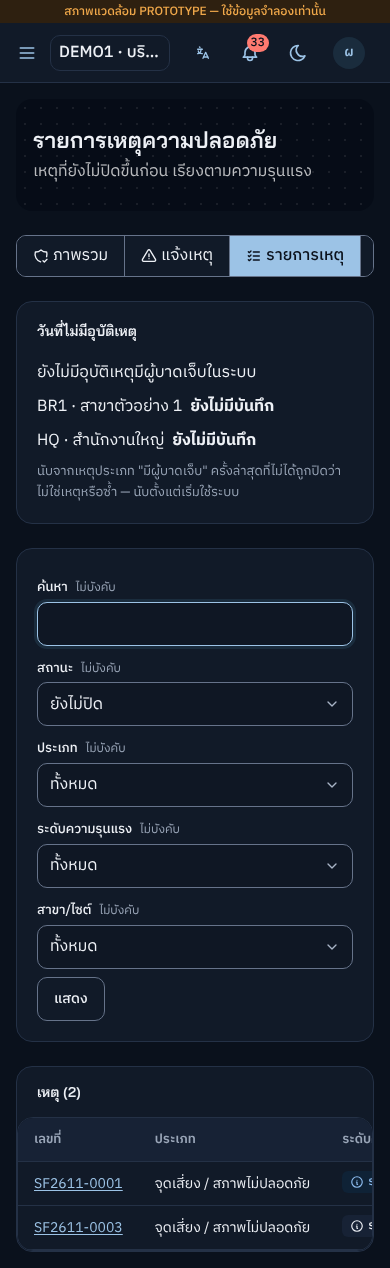 สภาพแวดล้อม PROTOTYPE — ใช้ข้อมูลจำลองเท่านั้น
DEMO1 · บริ... 33 ผ
รายการเหตุความปลอดภัย
เหตุที่ยังไม่ปิดขึ้นก่อน เรียงตามความรุนแรง
ภาพรวม แจ้งเหตุ รายการเหตุ
วันที่ไม่มีอุบัติเหตุ
ยังไม่มีอุบัติเหตุมีผู้บาดเจ็บในระบบ
BR1 · สาขาตัวอย่าง 1 ยังไม่มีบันทึก
HQ · สำนักงานใหญ่ ยังไม่มีบันทึก
นับจากเหตุประเภท "มีผู้บาดเจ็บ" ครั้งล่าสุดที่ไม่ได้ถูกปิดว่า
ไม่ใช่เหตุหรือซ้ำ — นับตั้งแต่เริ่มใช้ระบบ
ค้นหา ไม่บังคับ
สถานะ ไม่บังคับ
ยังไม่ปิด
ประเภท ไม่บังคับ
ทั้งหมด
ระดับความรุนแรง ไม่บังคับ
ทั้งหมด
สาขา/ไซต์ ไม่บังคับ
ทั้งหมด
แสดง
เหตุ (2)
เลขที่ ประเภท ระดับ
SF2611-0001 จุดเสี่ยง / สภาพไม่ปลอดภัย
SF2611-0003 จุดเสี่ยง / สภาพไม่ปลอดภัย